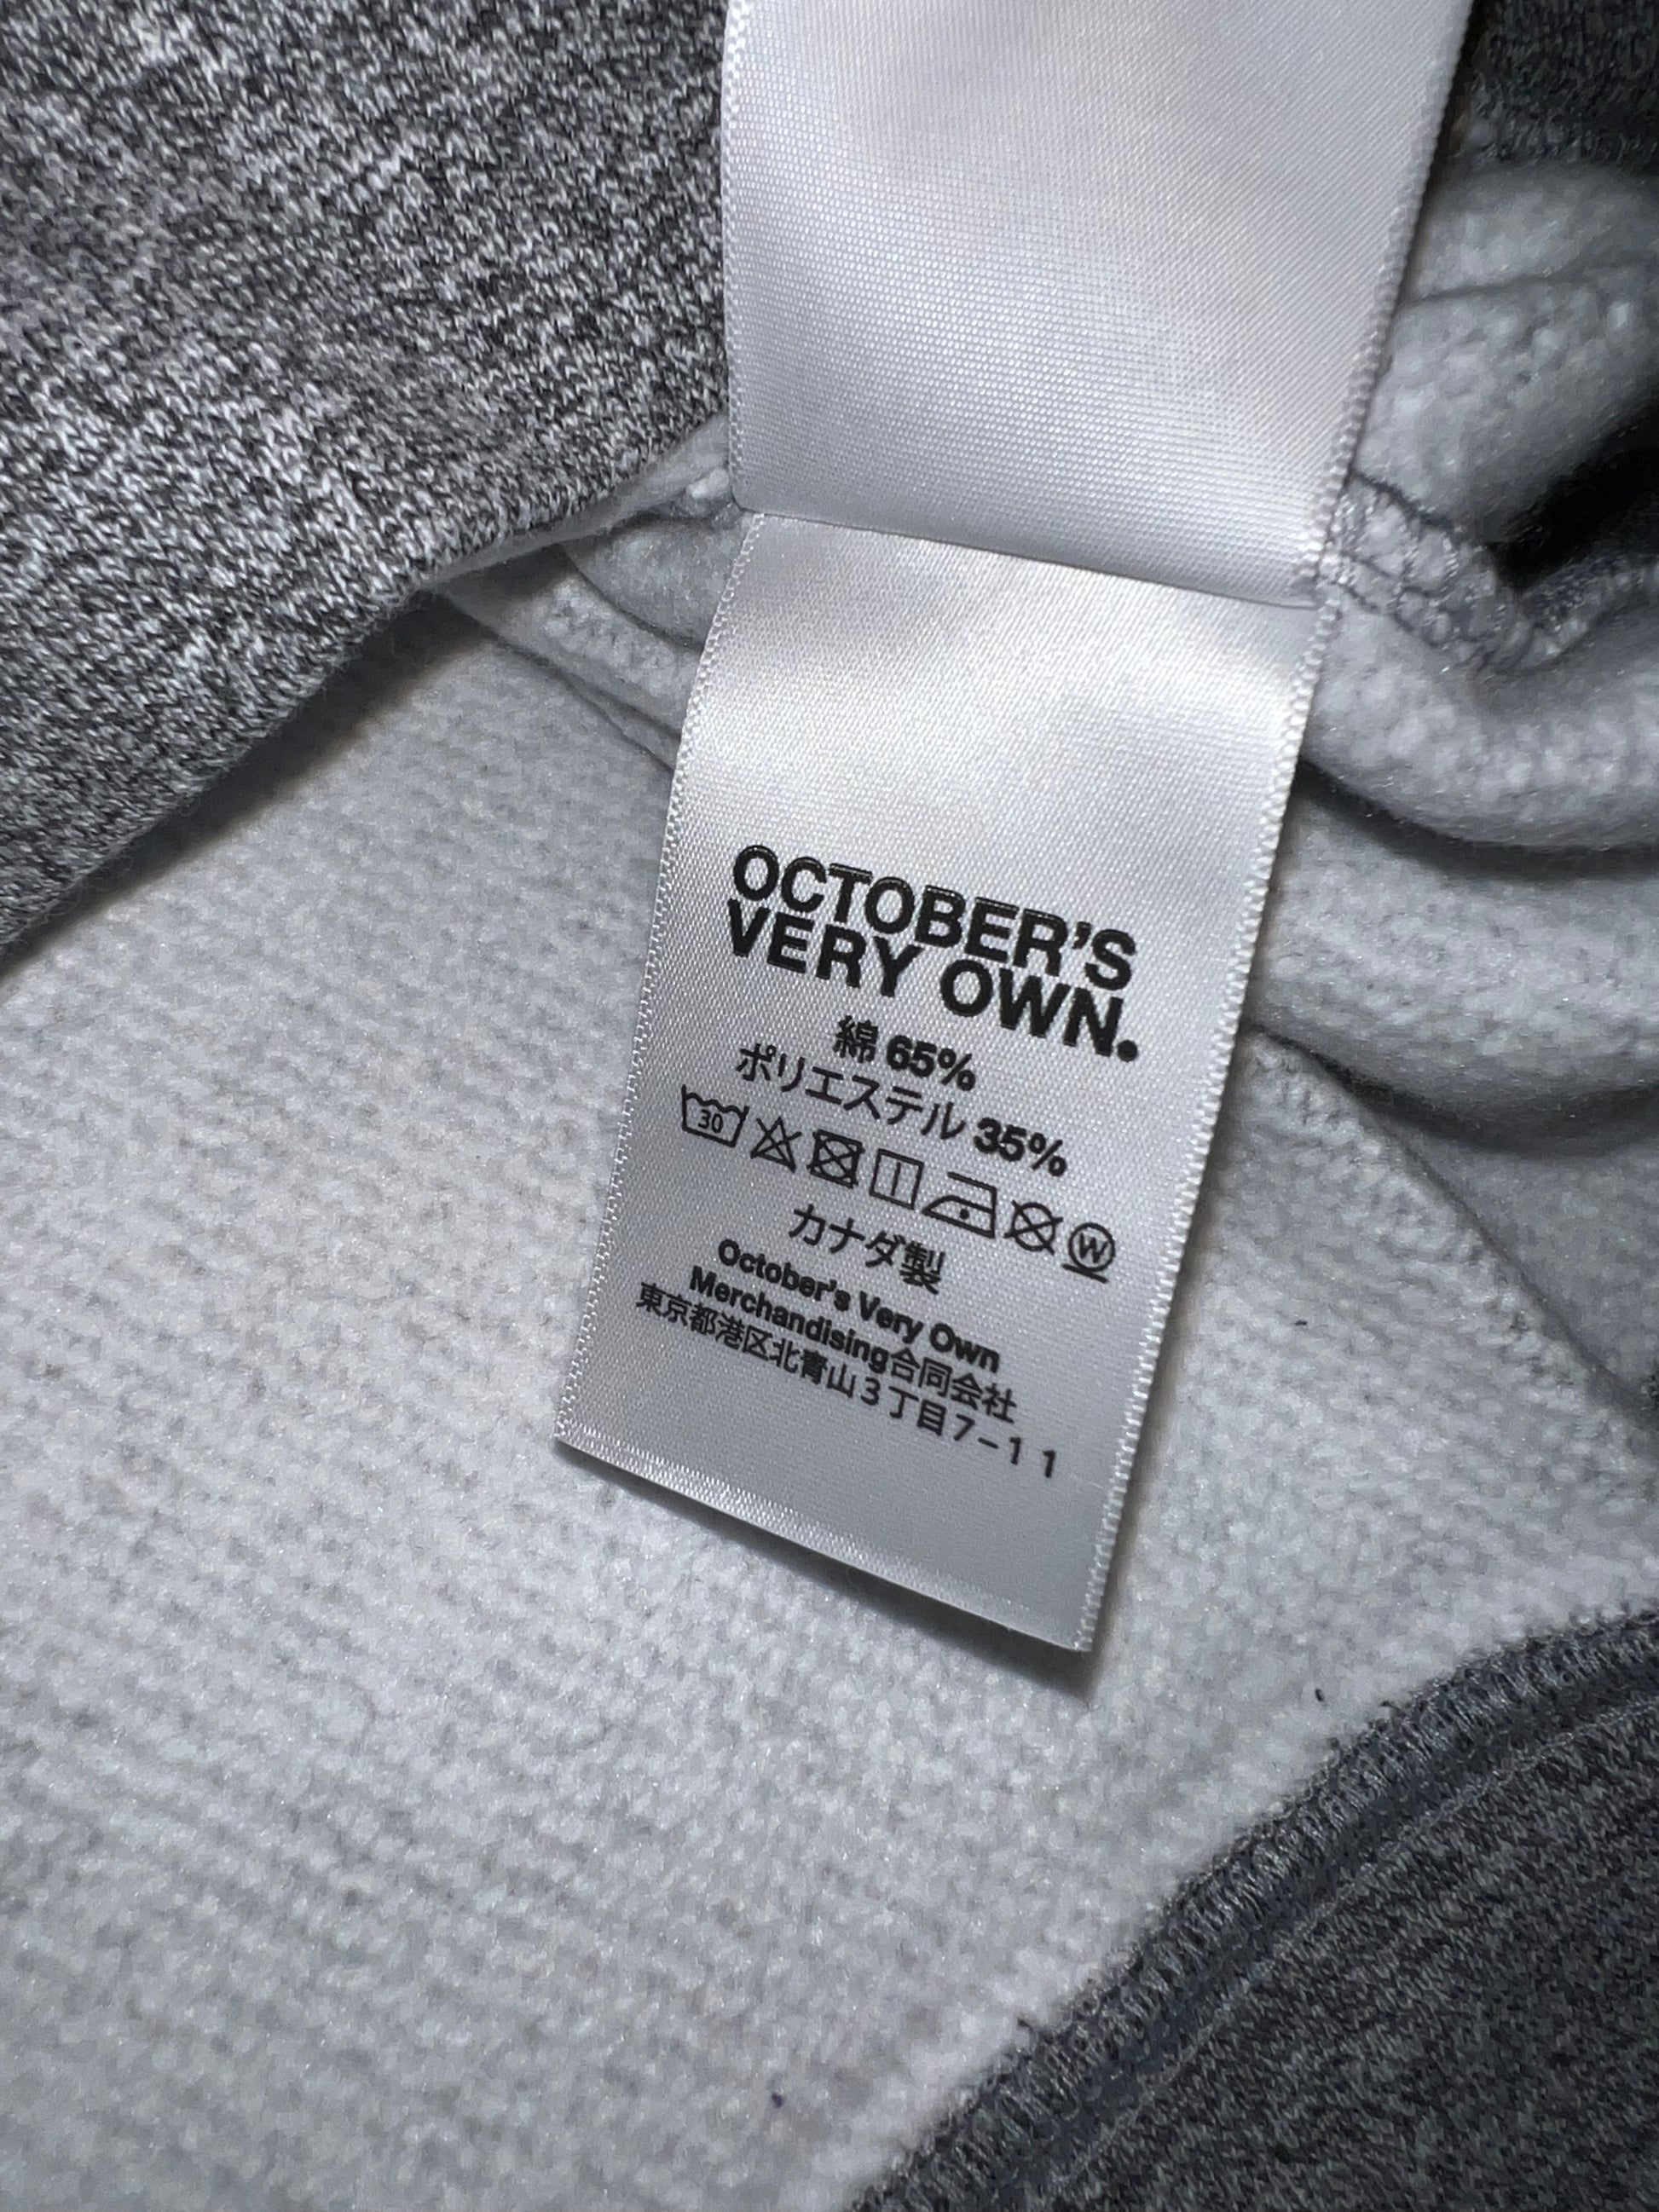 OCTOBER'S
VERY OWN.
綿 65%
ポリエステル 35%
30 W
カナダ製
October's Very Own
Merchandising合同会社
東京都港区北青山３丁目７−１１